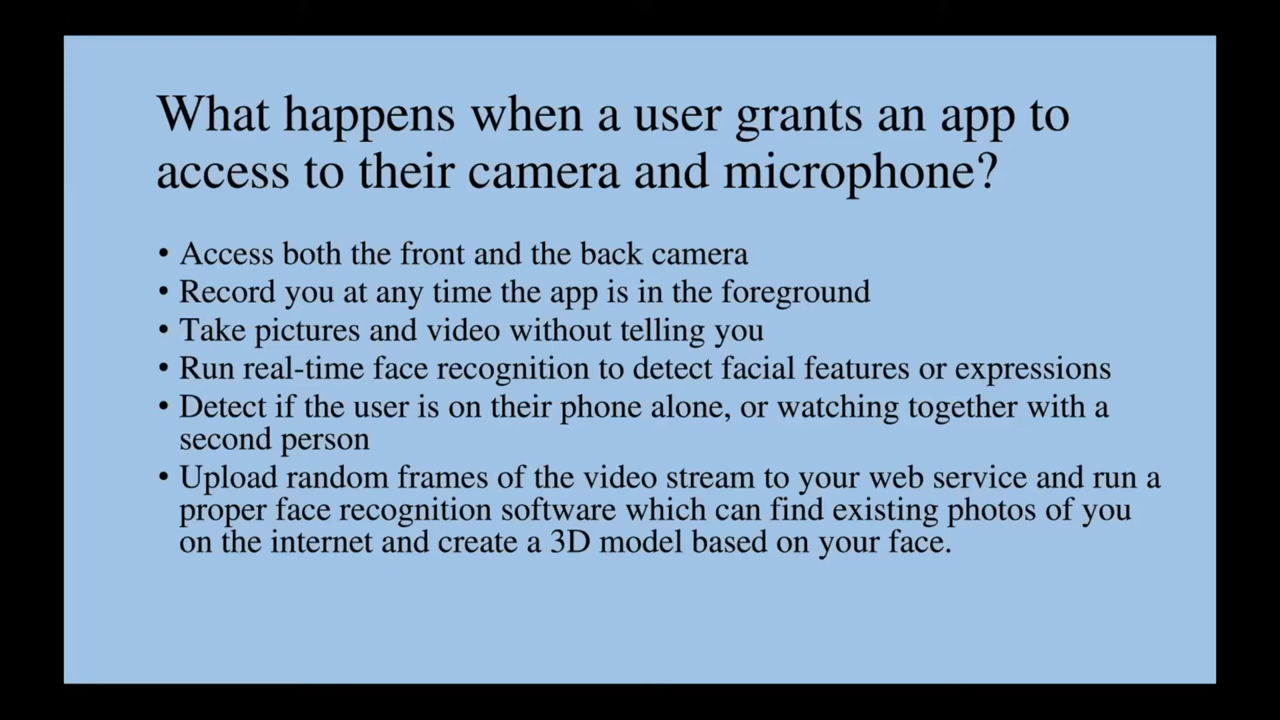 What happens when a user grants an app to
access to their camera and microphone?
• Access both the front and the back camera
• Record you at any time the app is in the foreground
• Take pictures and video without telling you
• Run real-time face recognition to detect facial features or expressions
• Detect if the user is on their phone alone, or watching together with a
second person
• Upload random frames of the video stream to your web service and run a
proper face recognition software which can find existing photos of you
on the internet and create a 3D model based on your face.